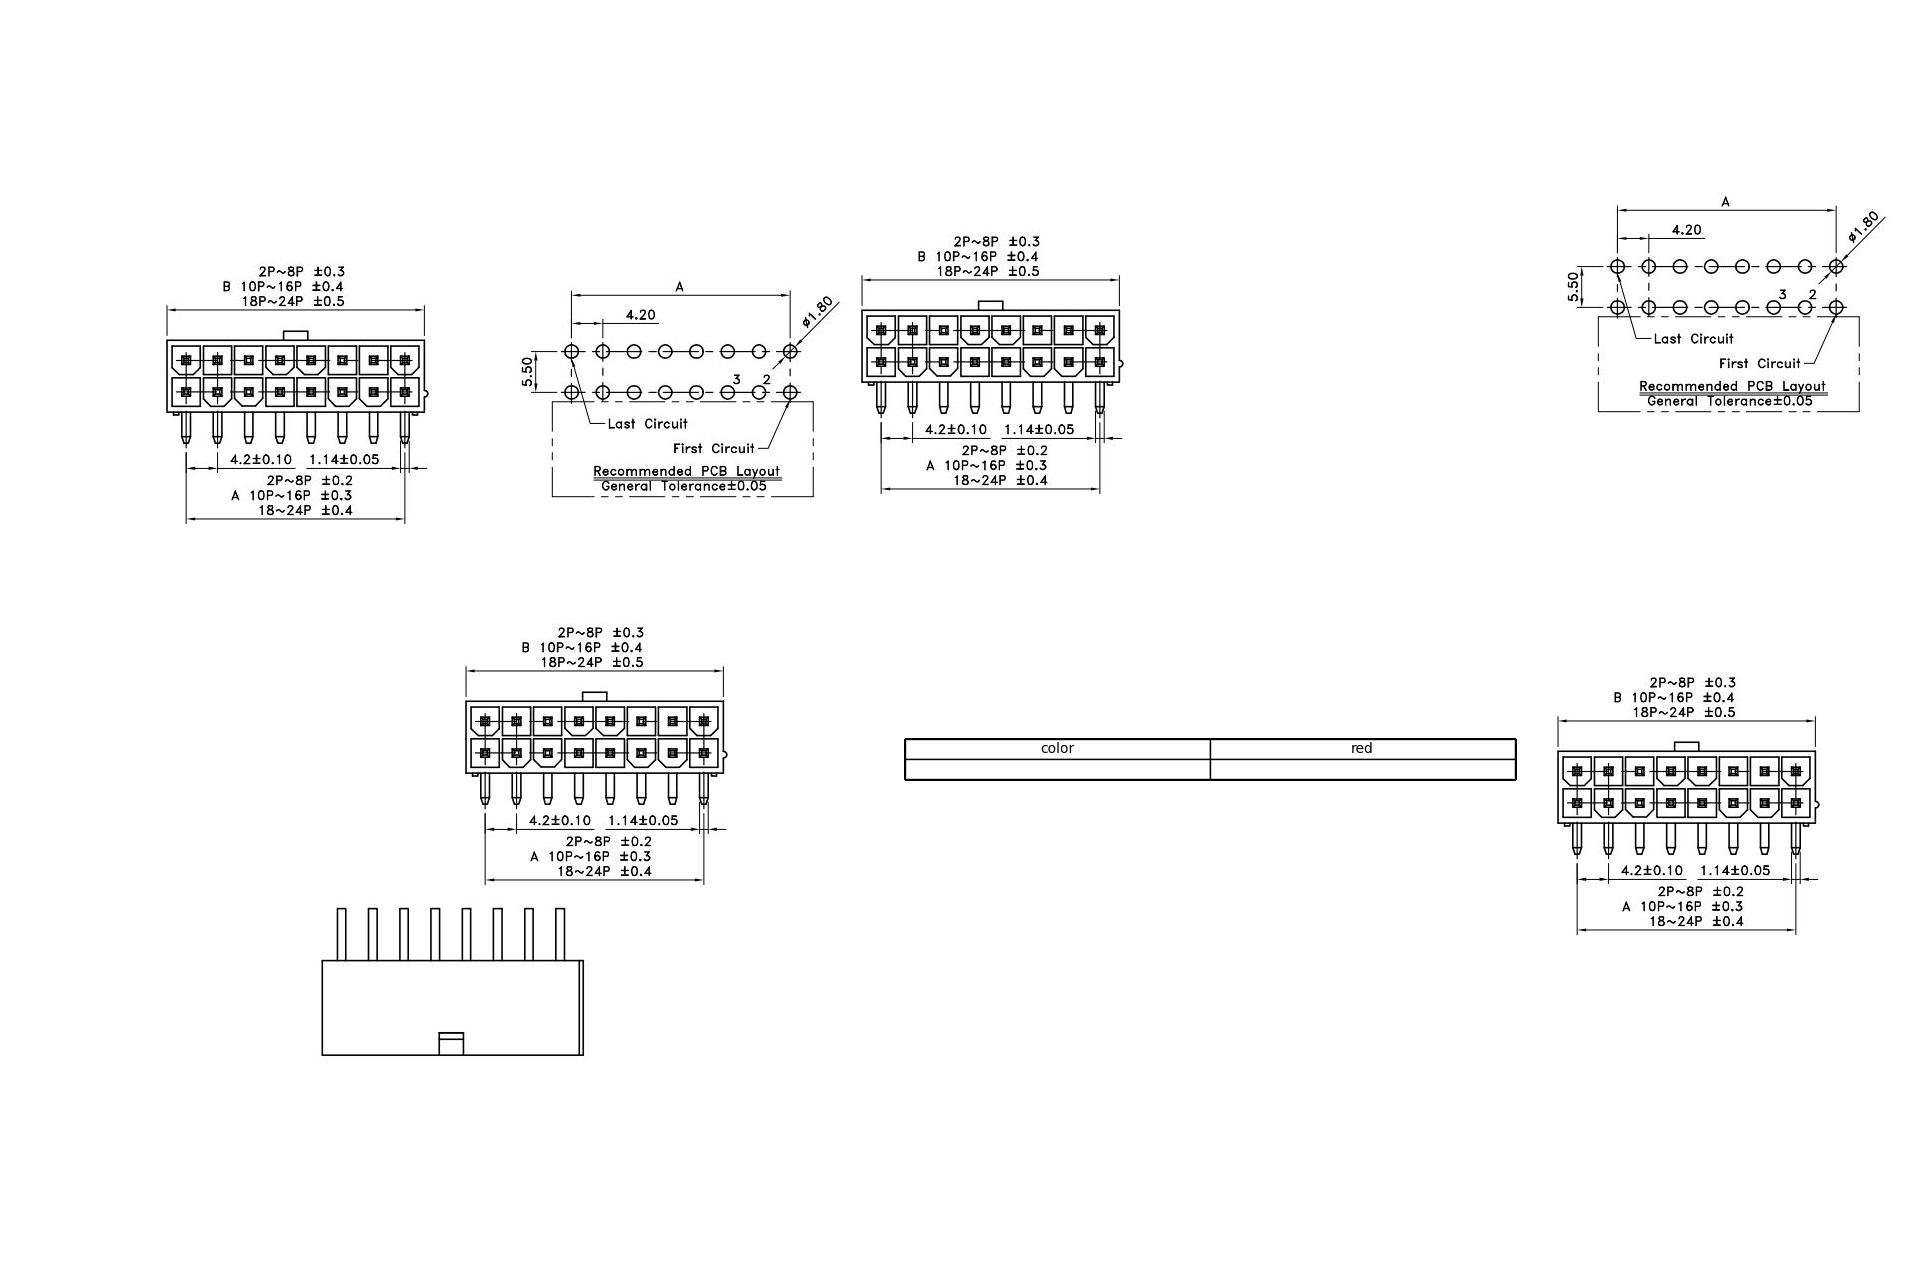 2P~8P ±0.3
B 10P~16P ±0.4
18P~24P ±0.5
4.2±0.10 1.14±0.05
2P~8P ±0.2
A 10P~16P ±0.3
18~24P ±0.4
A
4.20
ø1.80
5.50
3 2
Last Circuit
First Circuit
Recommended PCB Layout
General Tolerance±0.05
2P~8P ±0.3
B 10P~16P ±0.4
18P~24P ±0.5
4.2±0.10 1.14±0.05
2P~8P ±0.2
A 10P~16P ±0.3
18~24P ±0.4
A
4.20
ø1.80
5.50
3 2
Last Circuit
First Circuit
Recommended PCB Layout
General Tolerance±0.05
2P~8P ±0.3
B 10P~16P ±0.4
18P~24P ±0.5
4.2±0.10 1.14±0.05
2P~8P ±0.2
A 10P~16P ±0.3
18~24P ±0.4
color red
2P~8P ±0.3
B 10P~16P ±0.4
18P~24P ±0.5
4.2±0.10 1.14±0.05
2P~8P ±0.2
A 10P~16P ±0.3
18~24P ±0.4